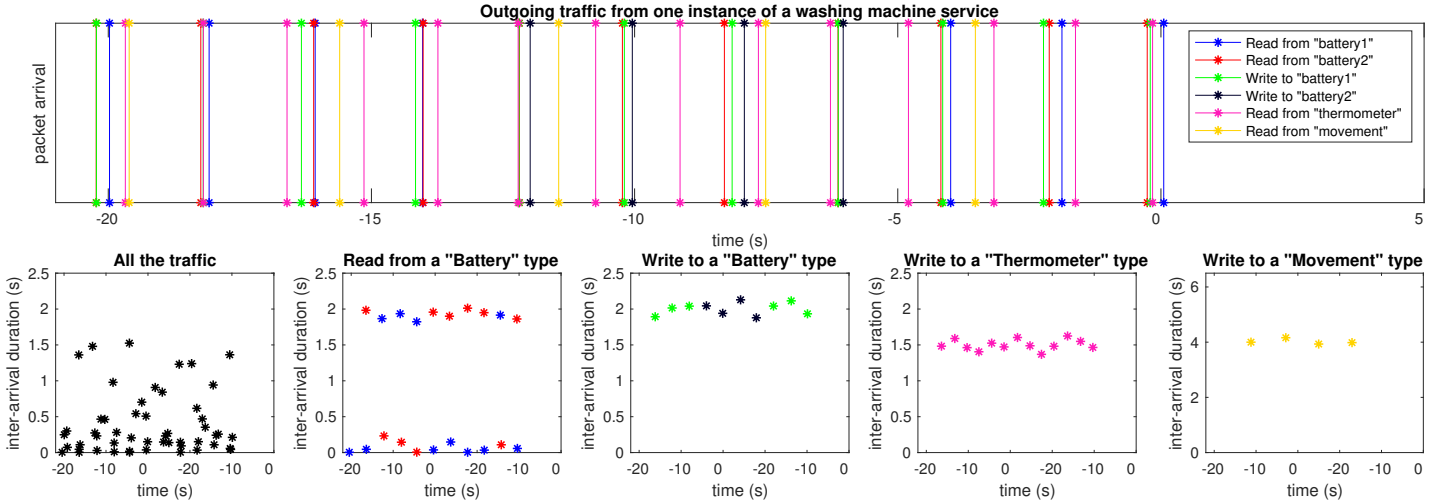 Outgoing traffic from one instance of a washing machine service
packet arrival
Read from "battery1"
Read from "battery2"
Write to "battery1"
Write to "battery2"
Read from "thermometer"
Read from "movement"
-20 -15 -10 -5 0 5
time (s)
All the traffic
inter-arrival duration (s)
2.5
2
1.5
1
0.5
0
-20 -10 -20 -10 0 0 -20 -10 0
time (s)
Read from a "Battery" type
inter-arrival duration (s)
2.5
2
1.5
1
0.5
0
-20 -10 0 -20 -10 0
time (s)
Write to a "Battery" type
inter-arrival duration (s)
2.5
2
1.5
1
0.5
0
-20 -10 0 -20 -10 0
time (s)
Write to a "Thermometer" type
inter-arrival duration (s)
2.5
2
1.5
1
0.5
0
-20 -10 0 -20 -10 0
time (s)
Write to a "Movement" type
inter-arrival duration (s)
6
4
2
0
-20 -10 0 -20 -10 0
time (s)